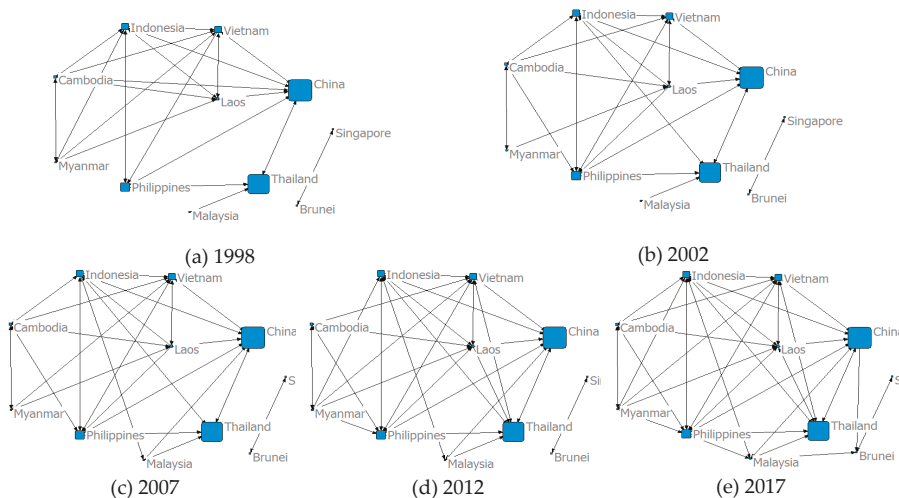 Indonesia
Vietnam
Cambodia
China
Laos
Singapore
Myanmar
Philippines
Thailand
Malaysia
Brunei
(a) 1998
Indonesia
Vietnam
Cambodia
China
Laos
Singapore
Myanmar
Philippines
Thailand
Malaysia
Brunei
(b) 2002
Indonesia
Vietnam
Cambodia
China
Laos
S
Myanmar
Philippines
Thailand
Malaysia
Brunei
(c) 2007
Indonesia
Vietnam
Cambodia
China
Laos
Si
Myanmar
Philippines
Thailand
Malaysia
Brunei
(d) 2012
Indonesia
Vietnam
Cambodia
China
Laos
S
Myanmar
Philippines
Thailand
Malaysia
Brunei
(e) 2017